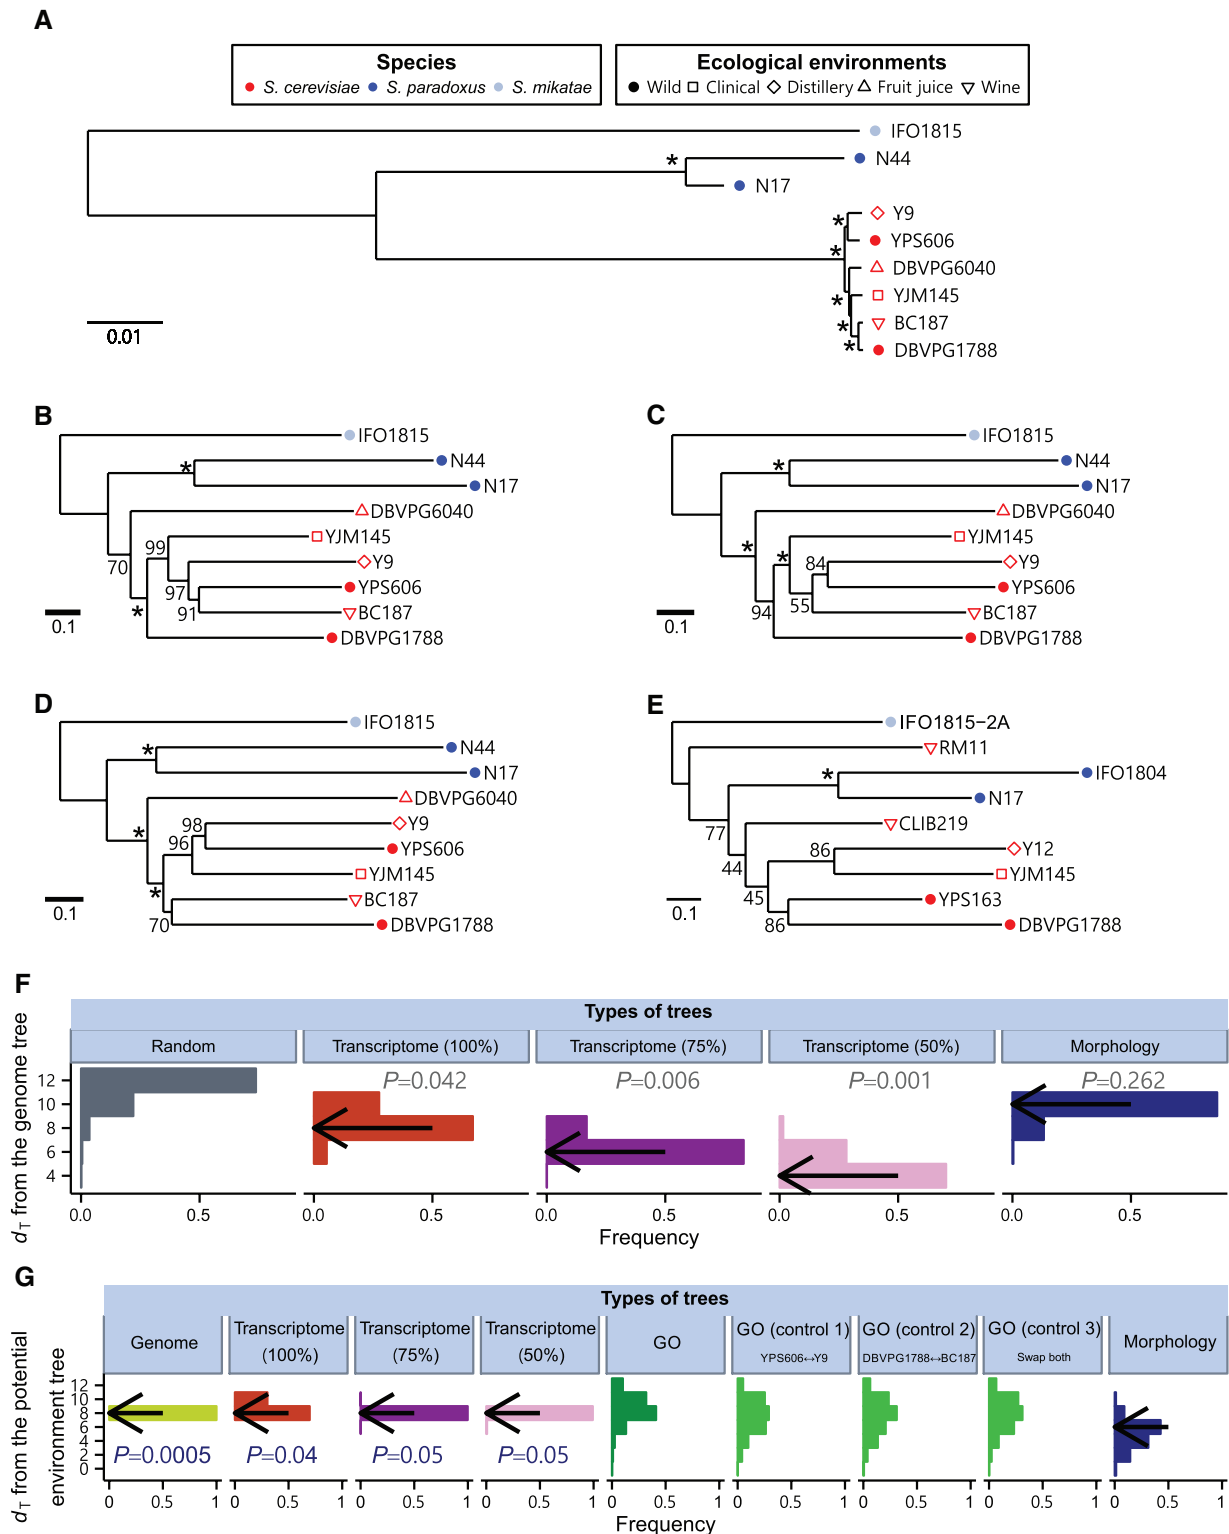 A
Species
S. cerevisiae S. paradoxus S. mikatae
Ecological environments
Wild Clinical Distillery Fruit juice Wine
IFO1815
* N44
N17
* Y9
YPS606
*
DBVPG6040
* YJM145
* BC187
* DBVPG1788
0.01
B
IFO1815
* N44
N17
DBVPG6040
99 YJM145
70 Y9
97 YPS606
91 BC187
* DBVPG1788
0.1
C
IFO1815
* N44
N17
DBVPG6040
* YJM145
* 84 Y9
YPS606
55 BC187
94 DBVPG1788
0.1
D
IFO1815
* N44
N17
DBVPG6040
* 98 Y9
96 YPS606
YJM145
* BC187
70 DBVPG1788
0.1
E
IFO1815−2A
RM11
* IFO1804
N17
77 CLIB219
86 Y12
44 YJM145
45 YPS163
86 DBVPG1788
0.1
F
Types of trees
Random Transcriptome (100%) Transcriptome (75%) Transcriptome (50%) Morphology
P=0.042 P=0.006 P=0.001 P=0.262
dT from the genome tree
12
10
8
6
4
0.0 0.5 0.0 0.5 0.0 0.5 0.0 0.5 0.0 0.5
Frequency
G
Types of trees
Genome
Transcriptome (100%)
Transcriptome (75%)
Transcriptome (50%)
GO
GO (control 1)
YPS606↔Y9
GO (control 2)
DBVPG1788↔BC187
GO (control 3)
Swap both
Morphology
dT from the potential
environment tree
12
10
8
6
4
2
0
P=0.0005 P=0.04 P=0.05 P=0.05
0 0.5 1 0 0.5 1 0 0.5 1 0 0.5 1 0 0.5 1 0 0.5 1 0 0.5 1 0 0.5 1 0 0.5 1
Frequency